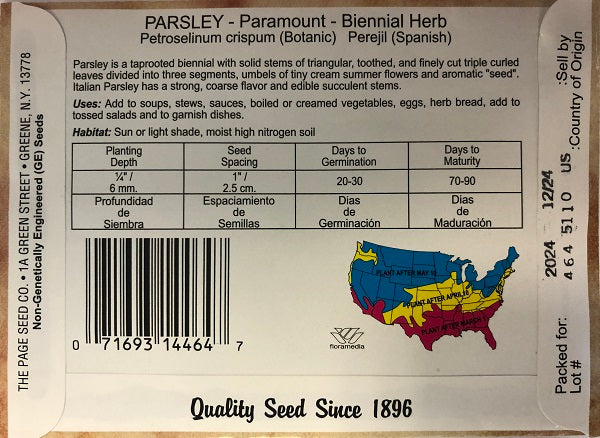 PARSLEY - Paramount - Biennial Herb
Petroselinum crispum (Botanic) Perejil (Spanish)
Parsley is a taprooted biennial with solid stems of triangular, toothed, and finely cut triple curled
leaves divided into three segments, umbels of tiny cream summer flowers and aromatic "seed".
Italian Parsley has a strong, coarse flavor and edible succulent stems.
Uses: Add to soups, stews, sauces, boiled or creamed vegetables, eggs, herb bread, add to
tossed salads and to garnish dishes.
Habitat: Sun or light shade, moist high nitrogen soil
Planting Depth
Seed Spacing
Days to Germination
Days to Maturity
¼"/ 6 mm.
1"/ 2.5 cm.
20-30
70-90
Profundidad de Siembra
Espaciamiento de Semillas
Dias de Germinación
Dias de Maduración
0 71693 14464 7
floramedia
PLANT AFTER MAY 10
PLANT AFTER APRIL 10
PLANT AFTER MARCH 1
Quality Seed Since 1896
THE PAGE SEED CO. • 1A GREEN STREET • GREENE, N.Y. 13778
Non-Genetically Engineered (GE) Seeds
Packed for: 2024 12/24 :Sell by
Lot # 464 5110 US :Country of Origin